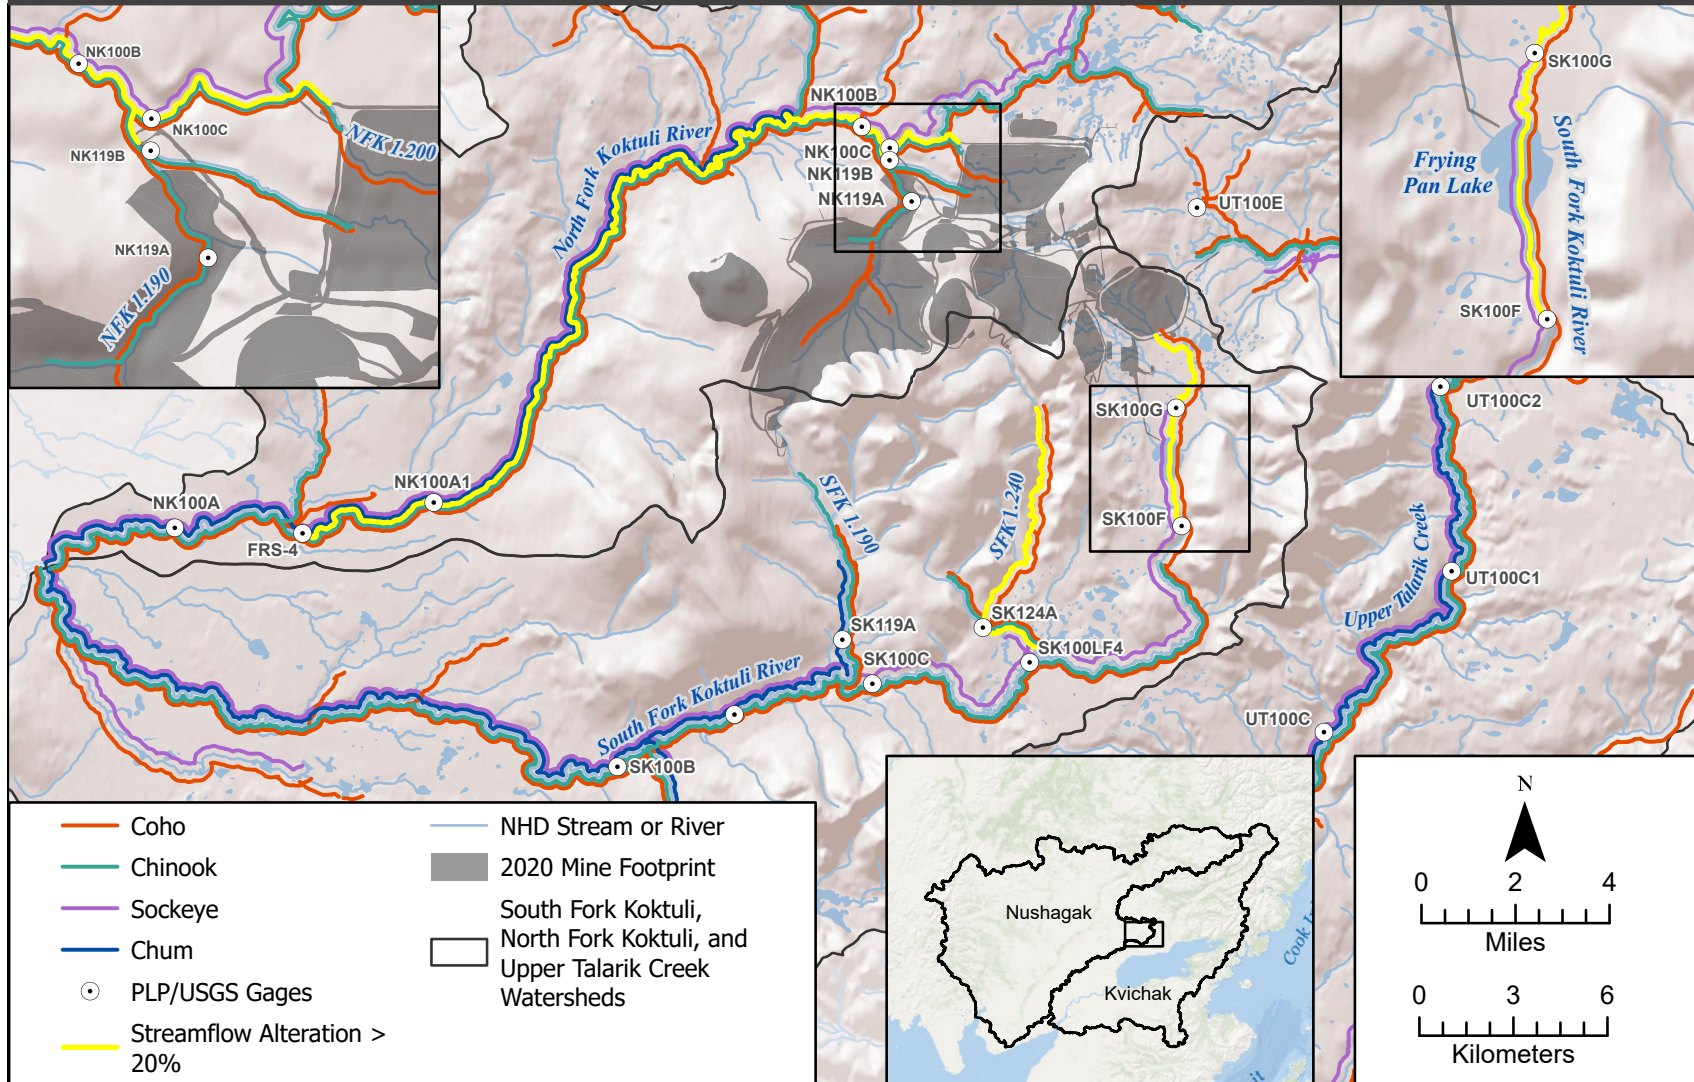 NK100B
NK100C
NFK 1.200
NK119B
NK119A
NFK 1.190
NK100B
North Fork Koktuli River
NK100C
NK119B
NK119A
UT100E
SK100G
South Fork Koktuli River
Frying
Pan Lake
SK100F
UT100C2
SK100G
NK100A1
NK100A
FRS-4
SFK 1.190
SFK 1.240
SK100F
Upper Talarik Creek
UT100C1
SK124A
SK119A
SK100LF4
SK100C
South Fork Koktuli River
UT100C
SK100B
Coho
Chinook
Sockeye
Chum
PLP/USGS Gages
Streamflow Alteration >
20%
NHD Stream or River
2020 Mine Footprint
South Fork Koktuli,
North Fork Koktuli, and
Upper Talarik Creek
Watersheds
Nushagak
Kvichak
Cook
N
0 2 4
Miles
0 3 6
Kilometers